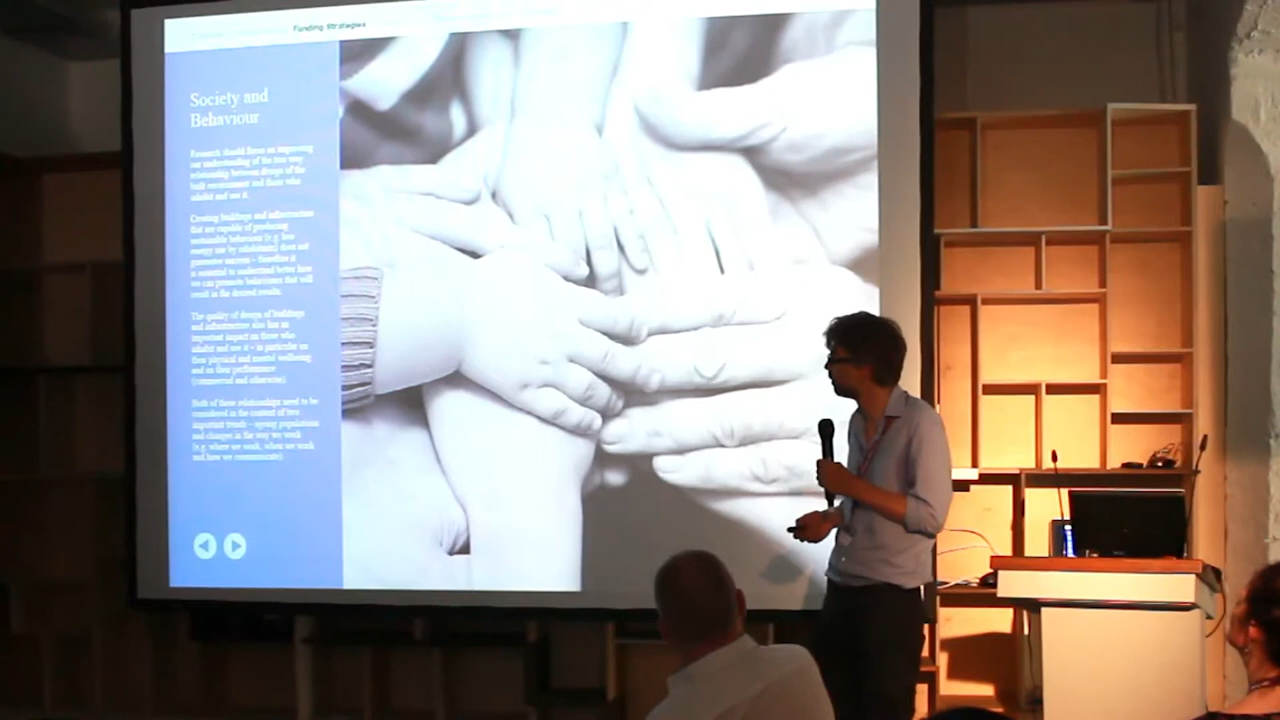 Funding Strategies
Society and
Behaviour
Research should focus on improving
our understanding of the two way
relationship between design of the
built environment and those who
inhabit and use it.
Creating buildings and infrastructure
that are capable of producing
sustainable behaviour (e.g. low
energy use by inhabitants) does not
guarantee success - therefore it
is essential to understand better how
we can promote behaviours that will
result in the desired results.
The quality of design of buildings
and infrastructure also has an
important impact on those who
inhabit and use it - in particular on
their physical and mental wellbeing
and on their performance
(commercial and otherwise).
Both of these relationships need to be
considered in the context of two
important trends - ageing populations
and changes in the way we work
(e.g. where we work, when we work
and how we communicate).